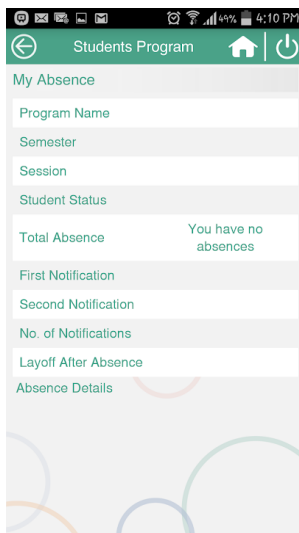 49% 4:10 PM
Students Program
My Absence
Program Name
Semester
Session
Student Status
Total Absence You have no
absences
First Notification
Second Notification
No. of Notifications
Layoff After Absence
Absence Details